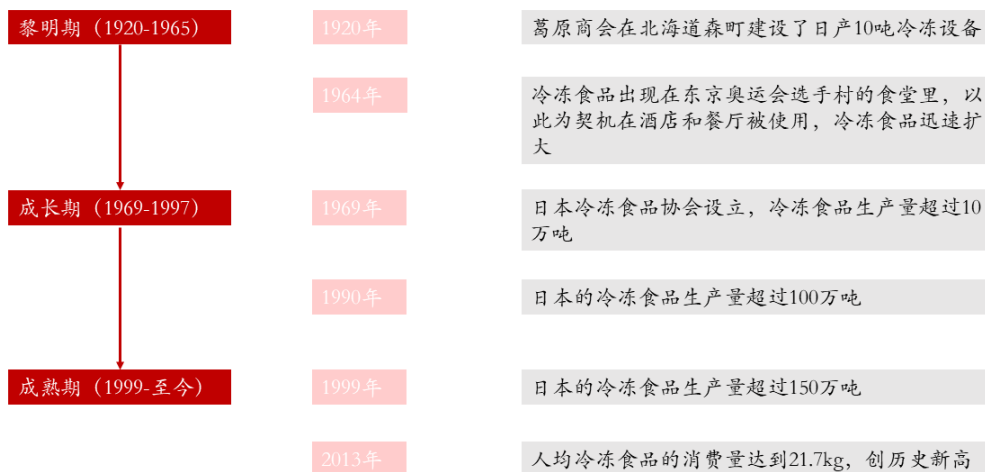 黎明期（1920-1965）
1920年
葛原商会在北海道森町建设了日产10吨冷冻设备
1964年
冷冻食品出现在东京奥运会选手村的食堂里，以
此为契机在酒店和餐厅被使用，冷冻食品迅速扩
大
成长期（1969-1997）
1969年
日本冷冻食品协会设立，冷冻食品生产量超过10
万吨
1990年
日本的冷冻食品生产量超过100万吨
成熟期（1999-至今）
1999年
日本的冷冻食品生产量超过150万吨
2013年
人均冷冻食品的消费量达到21.7kg，创历史新高